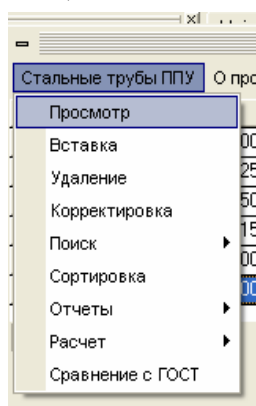 Стальные трубы ППУ О про
Просмотр
Вставка
Удаление
Корректировка
Поиск
Сортировка
Отчеты
Расчет
Сравнение с ГОСТ